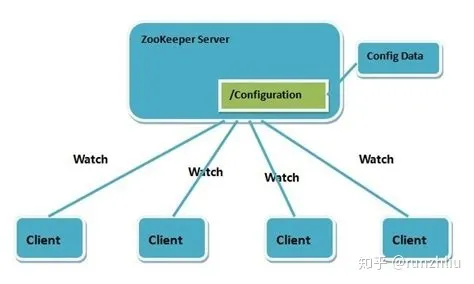 ZooKeeper Server
Config Data
/Configuration
Watch
Watch
Watch
Watch
Client
Client
Client
Client
知乎 @runzhliu